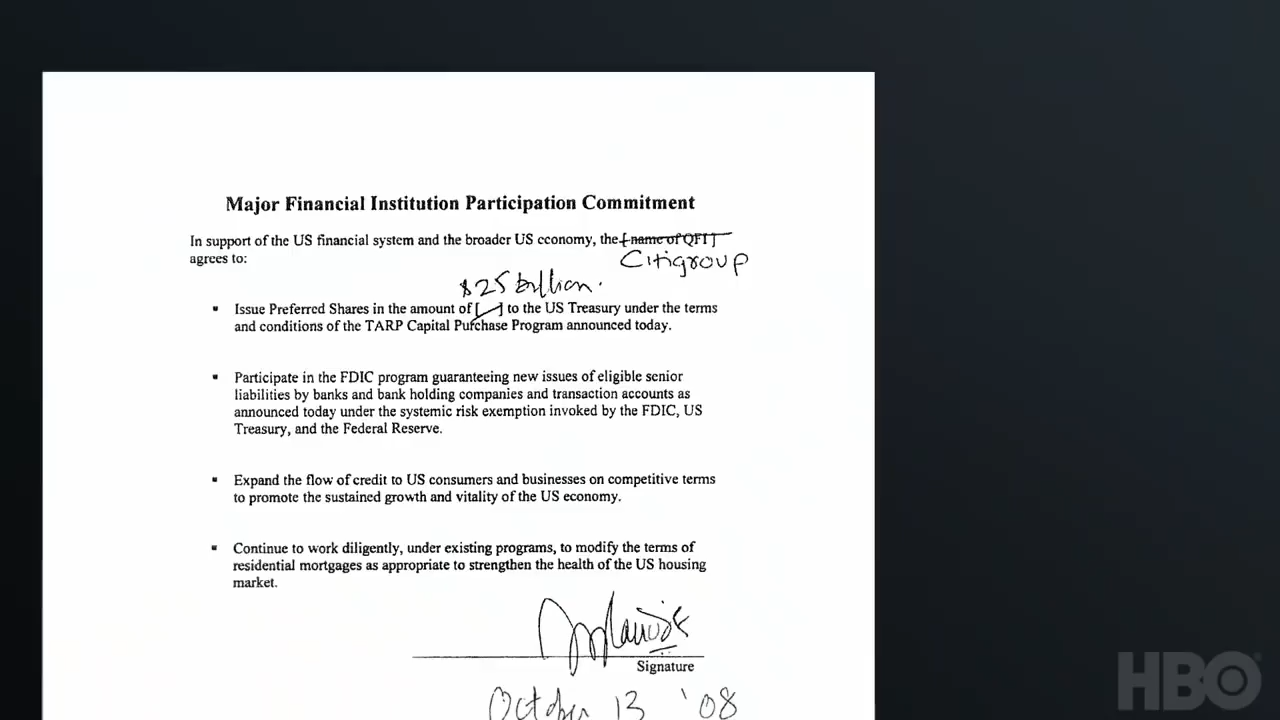 Major Financial Institution Participation Commitment
In support of the US financial system and the broader US economy, the [name of QFI]
Citigroup
agrees to:
$25 billion.
▪ Issue Preferred Shares in the amount of [ ] to the US Treasury under the terms
and conditions of the TARP Capital Purchase Program announced today.
▪ Participate in the FDIC program guaranteeing new issues of eligible senior
liabilities by banks and bank holding companies and transaction accounts as
announced today under the systemic risk exemption invoked by the FDIC, US
Treasury, and the Federal Reserve.
▪ Expand the flow of credit to US consumers and businesses on competitive terms
to promote the sustained growth and vitality of the US economy.
▪ Continue to work diligently, under existing programs, to modify the terms of
residential mortgages as appropriate to strengthen the health of the US housing
market.
Signature
October 13 '08
HBO